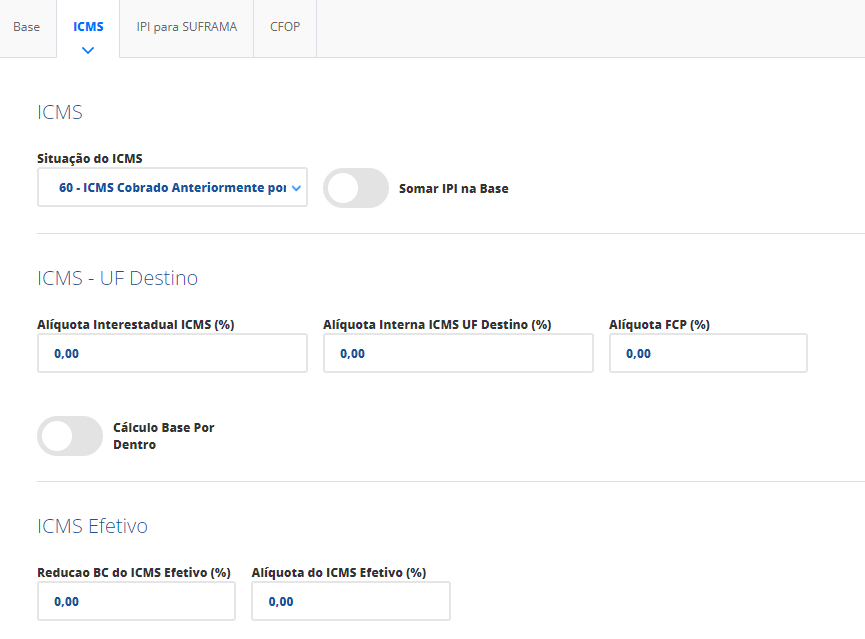 Base ICMS IPI para SUFRAMA CFOP
ICMS
Situação do ICMS
60 - ICMS Cobrado Anteriormente por
Somar IPI na Base
ICMS - UF Destino
Alíquota Interestadual ICMS (%) Alíquota Interna ICMS UF Destino (%) Alíquota FCP (%)
0,00 0,00 0,00
Cálculo Base Por
Dentro
ICMS Efetivo
Reducao BC do ICMS Efetivo (%) Alíquota do ICMS Efetivo (%)
0,00 0,00